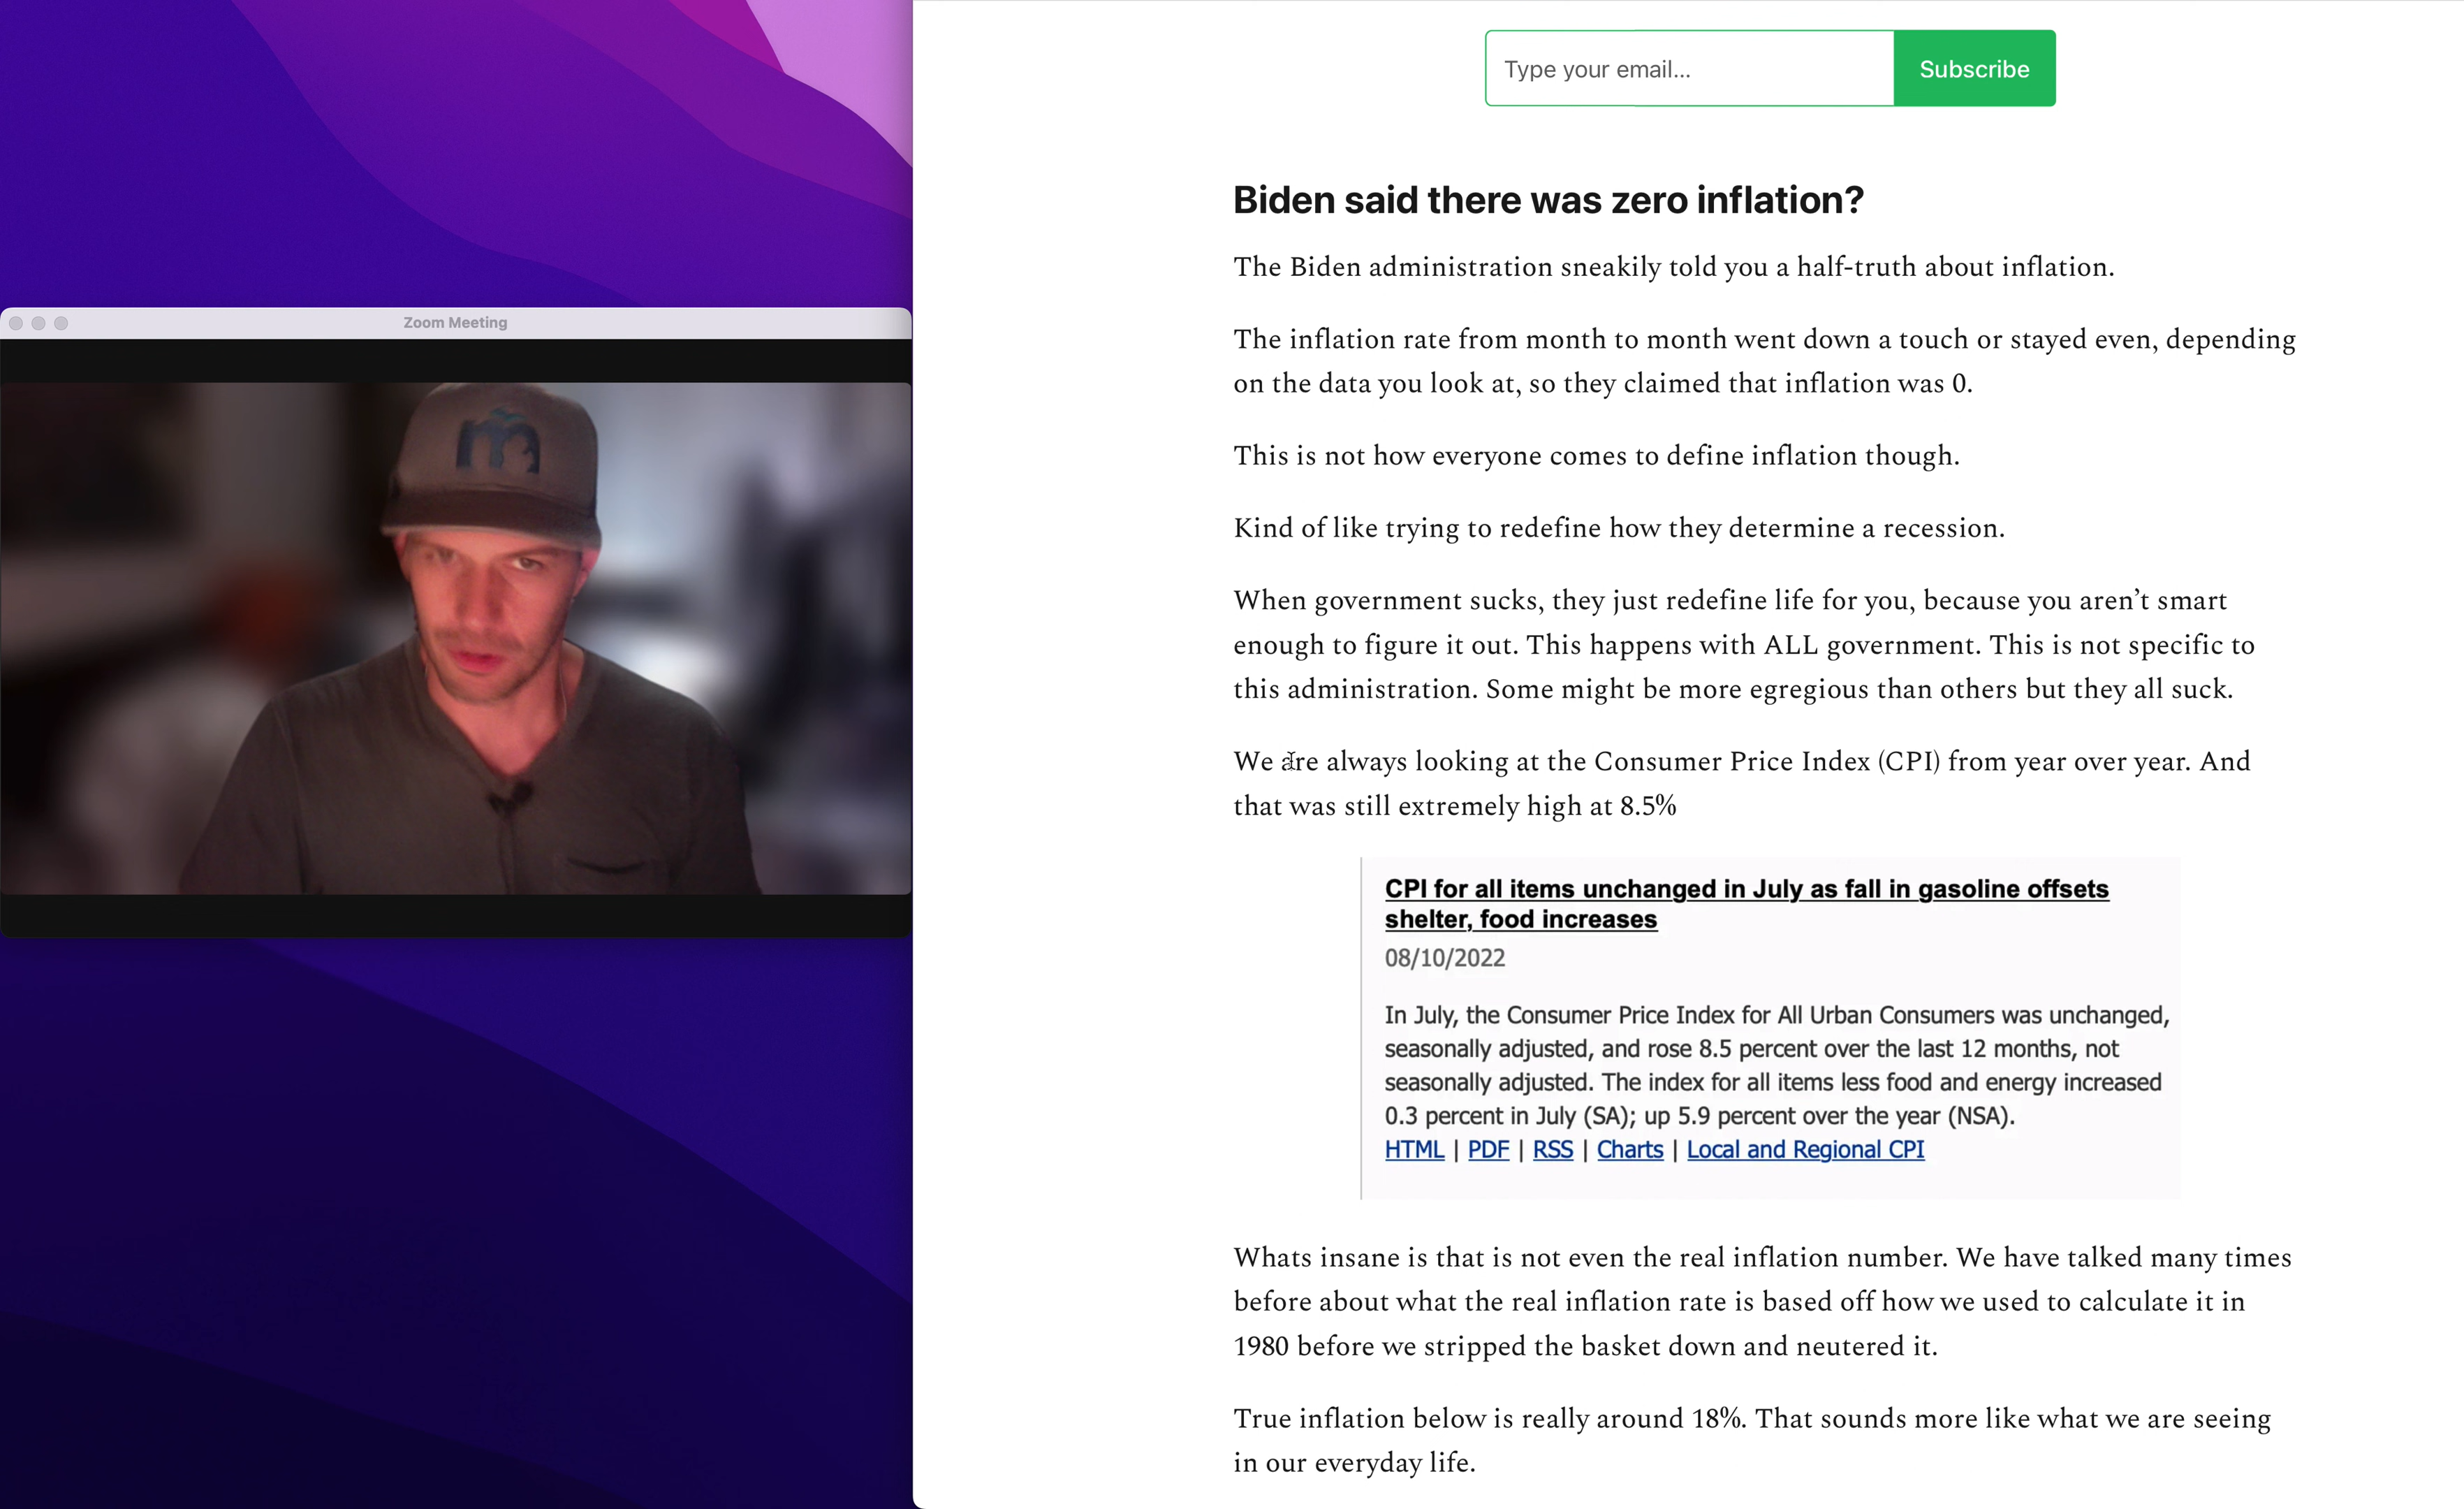 Type your email...
Subscribe
Biden said there was zero inflation?
The Biden administration sneakily told you a half-truth about inflation.
The inflation rate from month to month went down a touch or stayed even, depending
on the data you look at, so they claimed that inflation was 0.
This is not how everyone comes to define inflation though.
Kind of like trying to redefine how they determine a recession.
When government sucks, they just redefine life for you, because you aren’t smart
enough to figure it out. This happens with ALL government. This is not specific to
this administration. Some might be more egregious than others but they all suck.
We are always looking at the Consumer Price Index (CPI) from year over year. And
that was still extremely high at 8.5%
CPI for all items unchanged in July as fall in gasoline offsets
shelter, food increases
08/10/2022
In July, the Consumer Price Index for All Urban Consumers was unchanged,
seasonally adjusted, and rose 8.5 percent over the last 12 months, not
seasonally adjusted. The index for all items less food and energy increased
0.3 percent in July (SA); up 5.9 percent over the year (NSA).
HTML | PDF | RSS | Charts | Local and Regional CPI
Whats insane is that is not even the real inflation number. We have talked many times
before about what the real inflation rate is based off how we used to calculate it in
1980 before we stripped the basket down and neutered it.
True inflation below is really around 18%. That sounds more like what we are seeing
in our everyday life.
Zoom Meeting
m